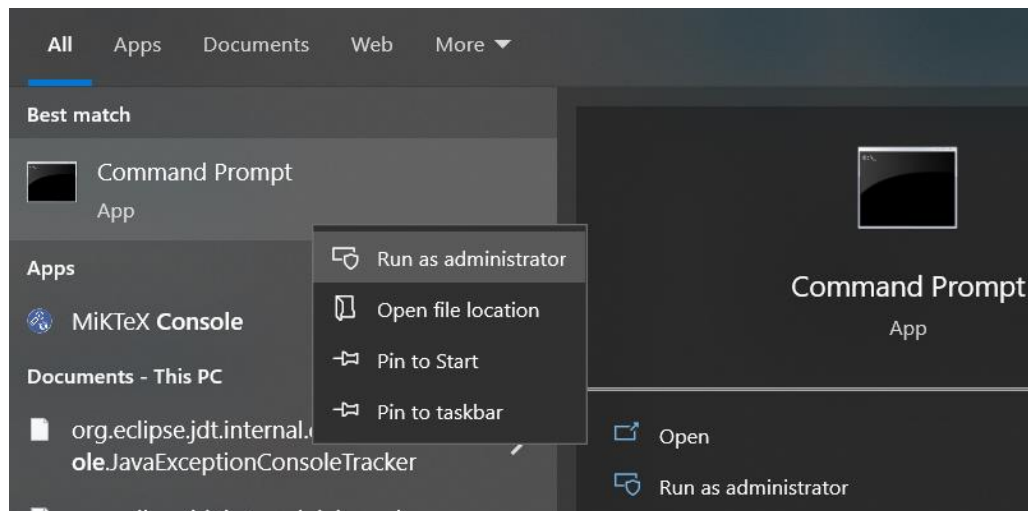 All Apps Documents Web More
Best match
Command Prompt
App
Apps
MiKTeX Console
Documents - This PC
org.eclipse.jdt.internal.
ole.JavaExceptionConsoleTracker
Run as administrator
Open file location
Pin to Start
Pin to taskbar
Command Prompt
App
Open
Run as administrator